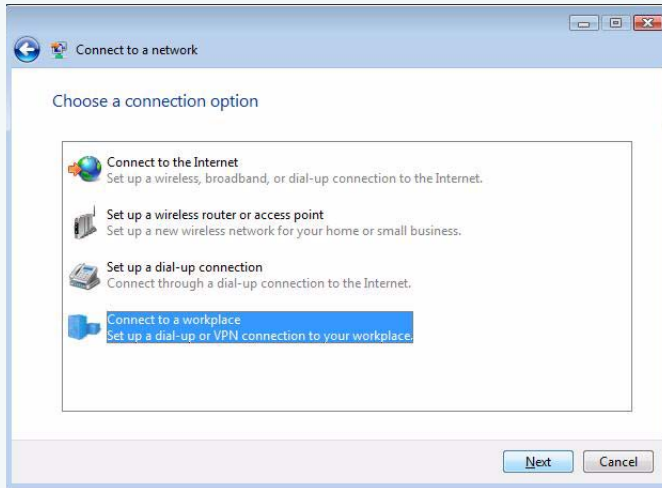 Connect to a network
Choose a connection option
Connect to the Internet
Set up a wireless, broadband, or dial-up connection to the Internet.
Set up a wireless router or access point
Set up a new wireless network for your home or small business.
Set up a dial-up connection
Connect through a dial-up connection to the Internet.
Connect to a workplace
Set up a dial-up or VPN connection to your workplace.
Next Cancel